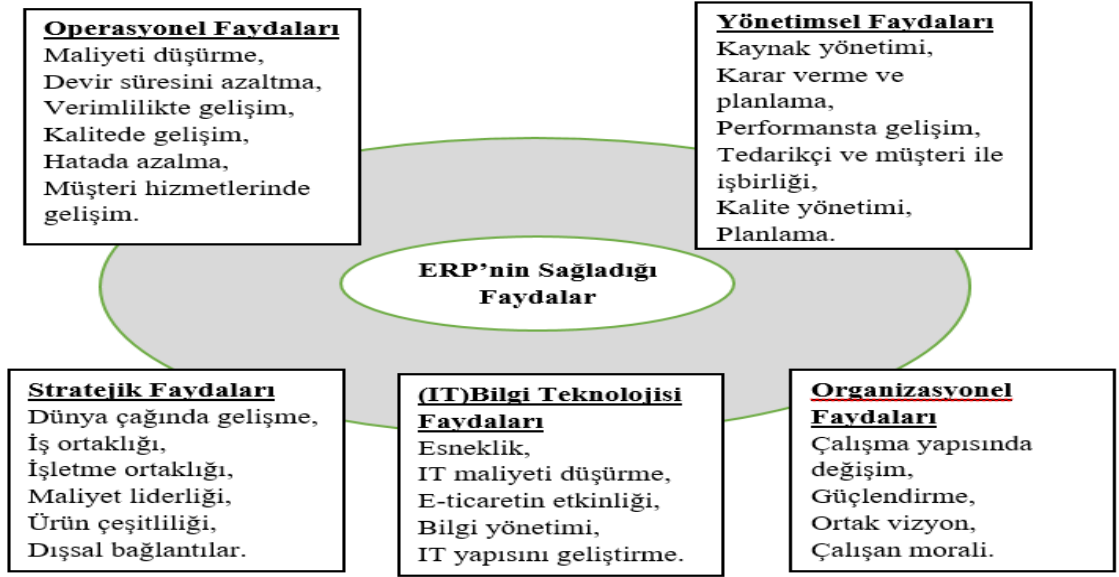 Operasyonel Faydaları
Maliyeti düşürme,
Devir süresini azaltma,
Verimlilikte gelişim,
Kalitede gelişim,
Hatada azalma,
Müşteri hizmetlerinde
gelişim.
Yönetimsel Faydaları
Kaynak yönetimi,
Karar verme ve
planlama,
Performansta gelişim,
Tedarikçi ve müşteri ile
işbirliği,
Kalite yönetimi,
Planlama.
ERP’nin Sağladığı
Faydalar
Stratejik Faydaları
Dünya çağında gelişme,
İş ortaklığı,
İşletme ortaklığı,
Maliyet liderliği,
Ürün çeşitliliği,
Dışsal bağlantılar.
(IT)Bilgi Teknolojisi
Faydaları
Esneklik,
IT maliyeti düşürme,
E-ticaretin etkinliği,
Bilgi yönetimi,
IT yapısını geliştirme.
Organizasyonel
Faydaları
Çalışma yapısında
değişim,
Güçlendirme,
Ortak vizyon,
Çalışan morali.